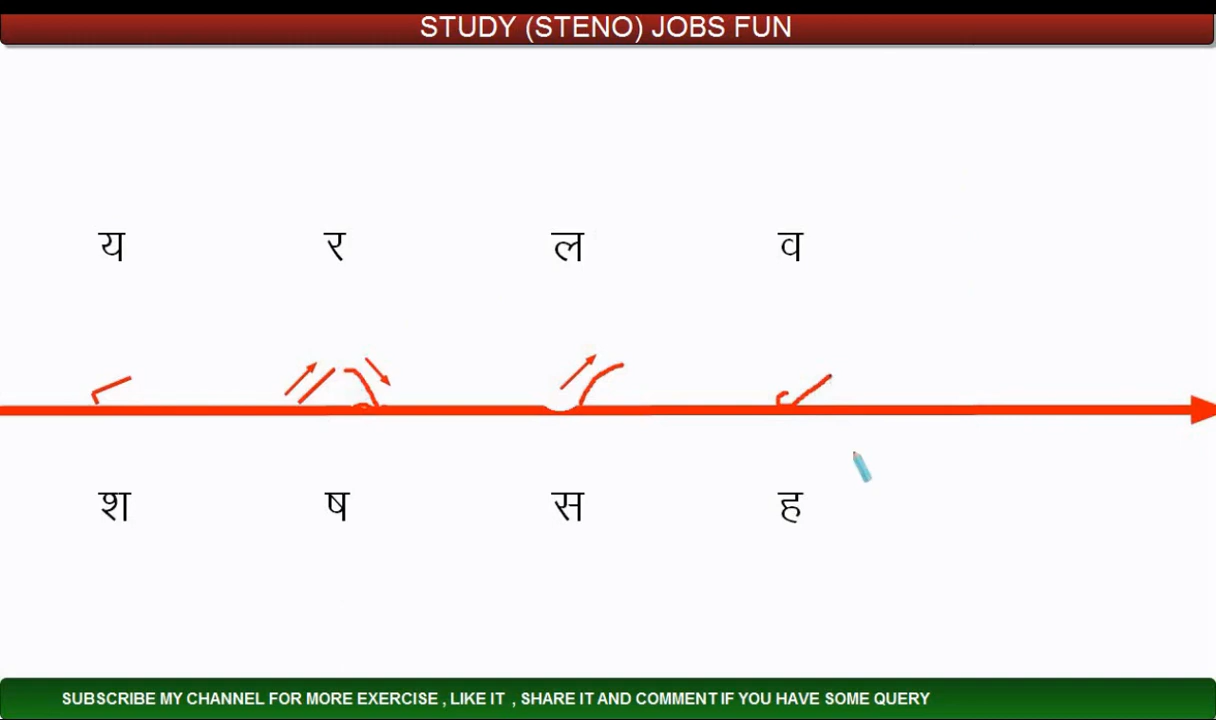 STUDY (STENO) JOBS FUN
य र ल व
श ष स ह
SUBSCRIBE MY CHANNEL FOR MORE EXERCISE , LIKE IT , SHARE IT AND COMMENT IF YOU HAVE SOME QUERY